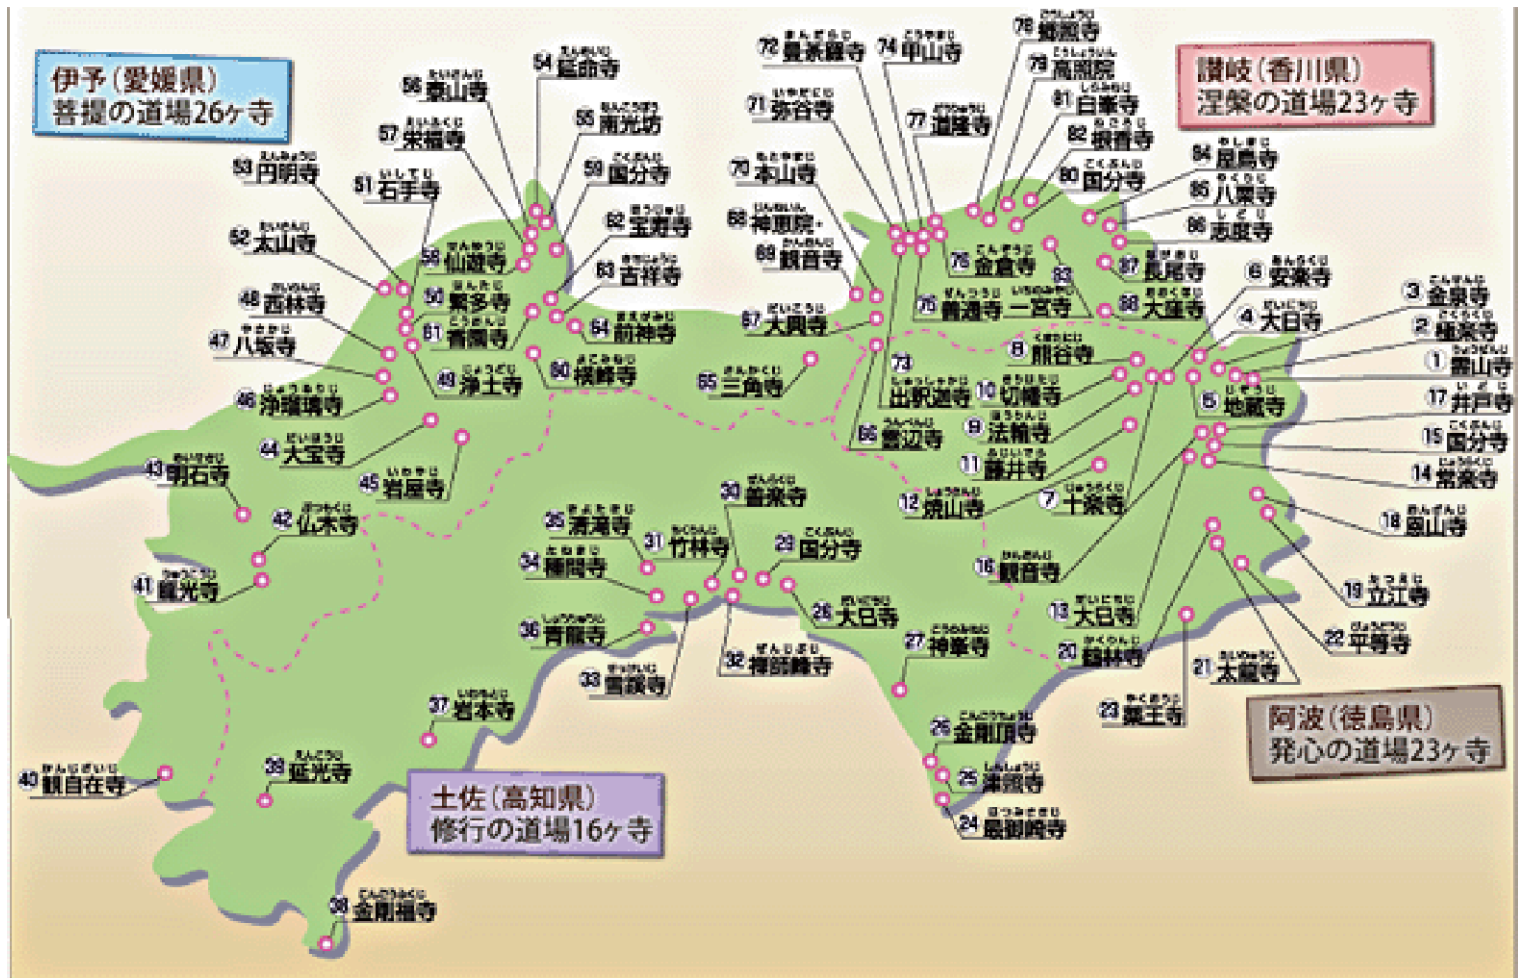 伊予（愛媛県）
菩提の道場26ヶ寺
讃岐（香川県）
涅槃の道場23ヶ寺
土佐（高知県）
修行の道場16ヶ寺
阿波（徳島県）
発心の道場23ヶ寺
54 延命寺
56 泰山寺
55 南光坊
57 栄福寺
59 国分寺
53 円明寺
51 石手寺
62 宝寿寺
52 太山寺
58 仙遊寺
63 吉祥寺
48 西林寺
50 繁多寺
61 香園寺
64 前神寺
47 八坂寺
49 浄土寺
60 横峰寺
65 三角寺
46 浄瑠璃寺
44 大宝寺
45 岩屋寺
43 明石寺
42 仏木寺
41 龍光寺
40 観自在寺
78 郷照寺
72 曼荼羅寺
74 甲山寺
79 高照院
71 弥谷寺
77 道隆寺
81 白峯寺
82 根香寺
70 本山寺
80 国分寺
84 屋島寺
85 八栗寺
68 神恵院
86 志度寺
69 観音寺
76 金倉寺
83 一宮寺
87 長尾寺
67 大興寺
75 善通寺
88 大窪寺
73 出釈迦寺
66 雲辺寺
6 安楽寺
3 金泉寺
4 大日寺
2 極楽寺
1 霊山寺
8 熊谷寺
10 切幡寺
5 地蔵寺
17 井戸寺
9 法輪寺
15 国分寺
11 藤井寺
14 常楽寺
12 焼山寺
7 十楽寺
18 恩山寺
16 観音寺
19 立江寺
13 大日寺
20 鶴林寺
22 平等寺
21 太龍寺
23 薬王寺
30 善楽寺
35 清滝寺
31 竹林寺
29 国分寺
34 種間寺
28 大日寺
36 青龍寺
32 禅師峰寺
33 雪蹊寺
27 神峯寺
37 岩本寺
26 金剛頂寺
25 津照寺
24 最御崎寺
39 延光寺
38 金剛福寺